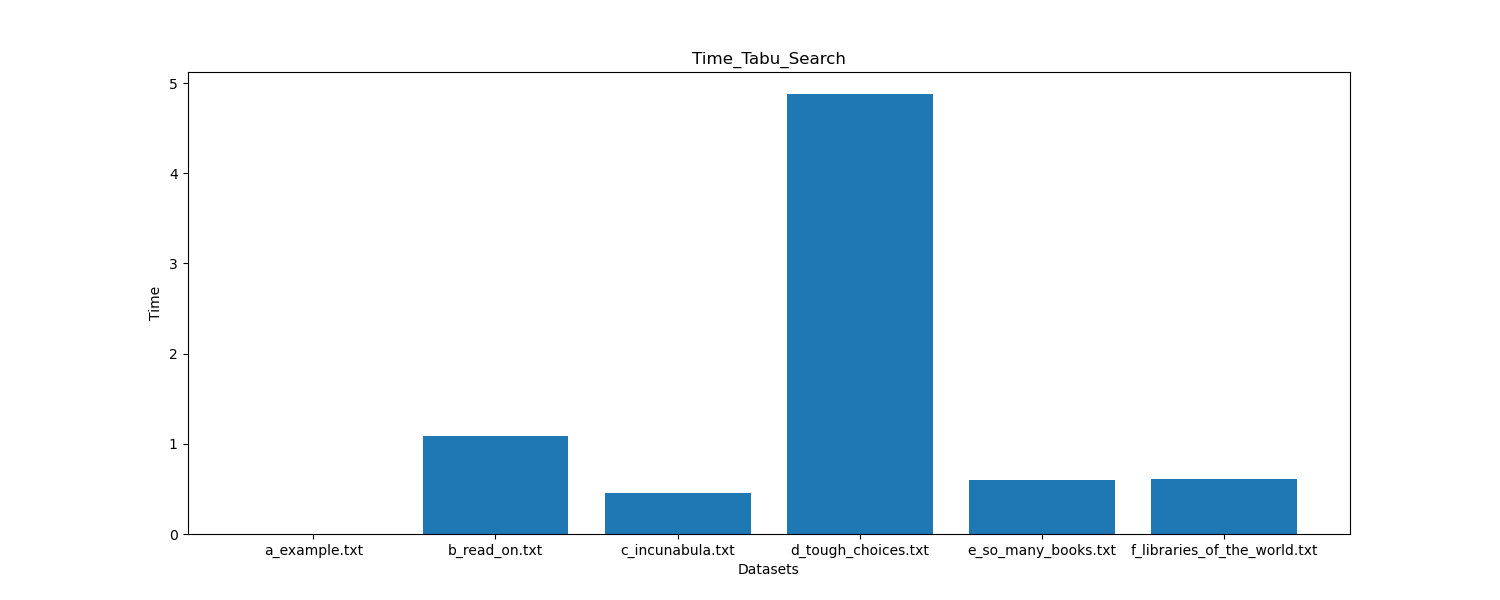 Time_Tabu_Search
5
4
3
2
1
0
Time
a_example.txt
b_read_on.txt
c_incunabula.txt
d_tough_choices.txt
e_so_many_books.txt
f_libraries_of_the_world.txt
Datasets